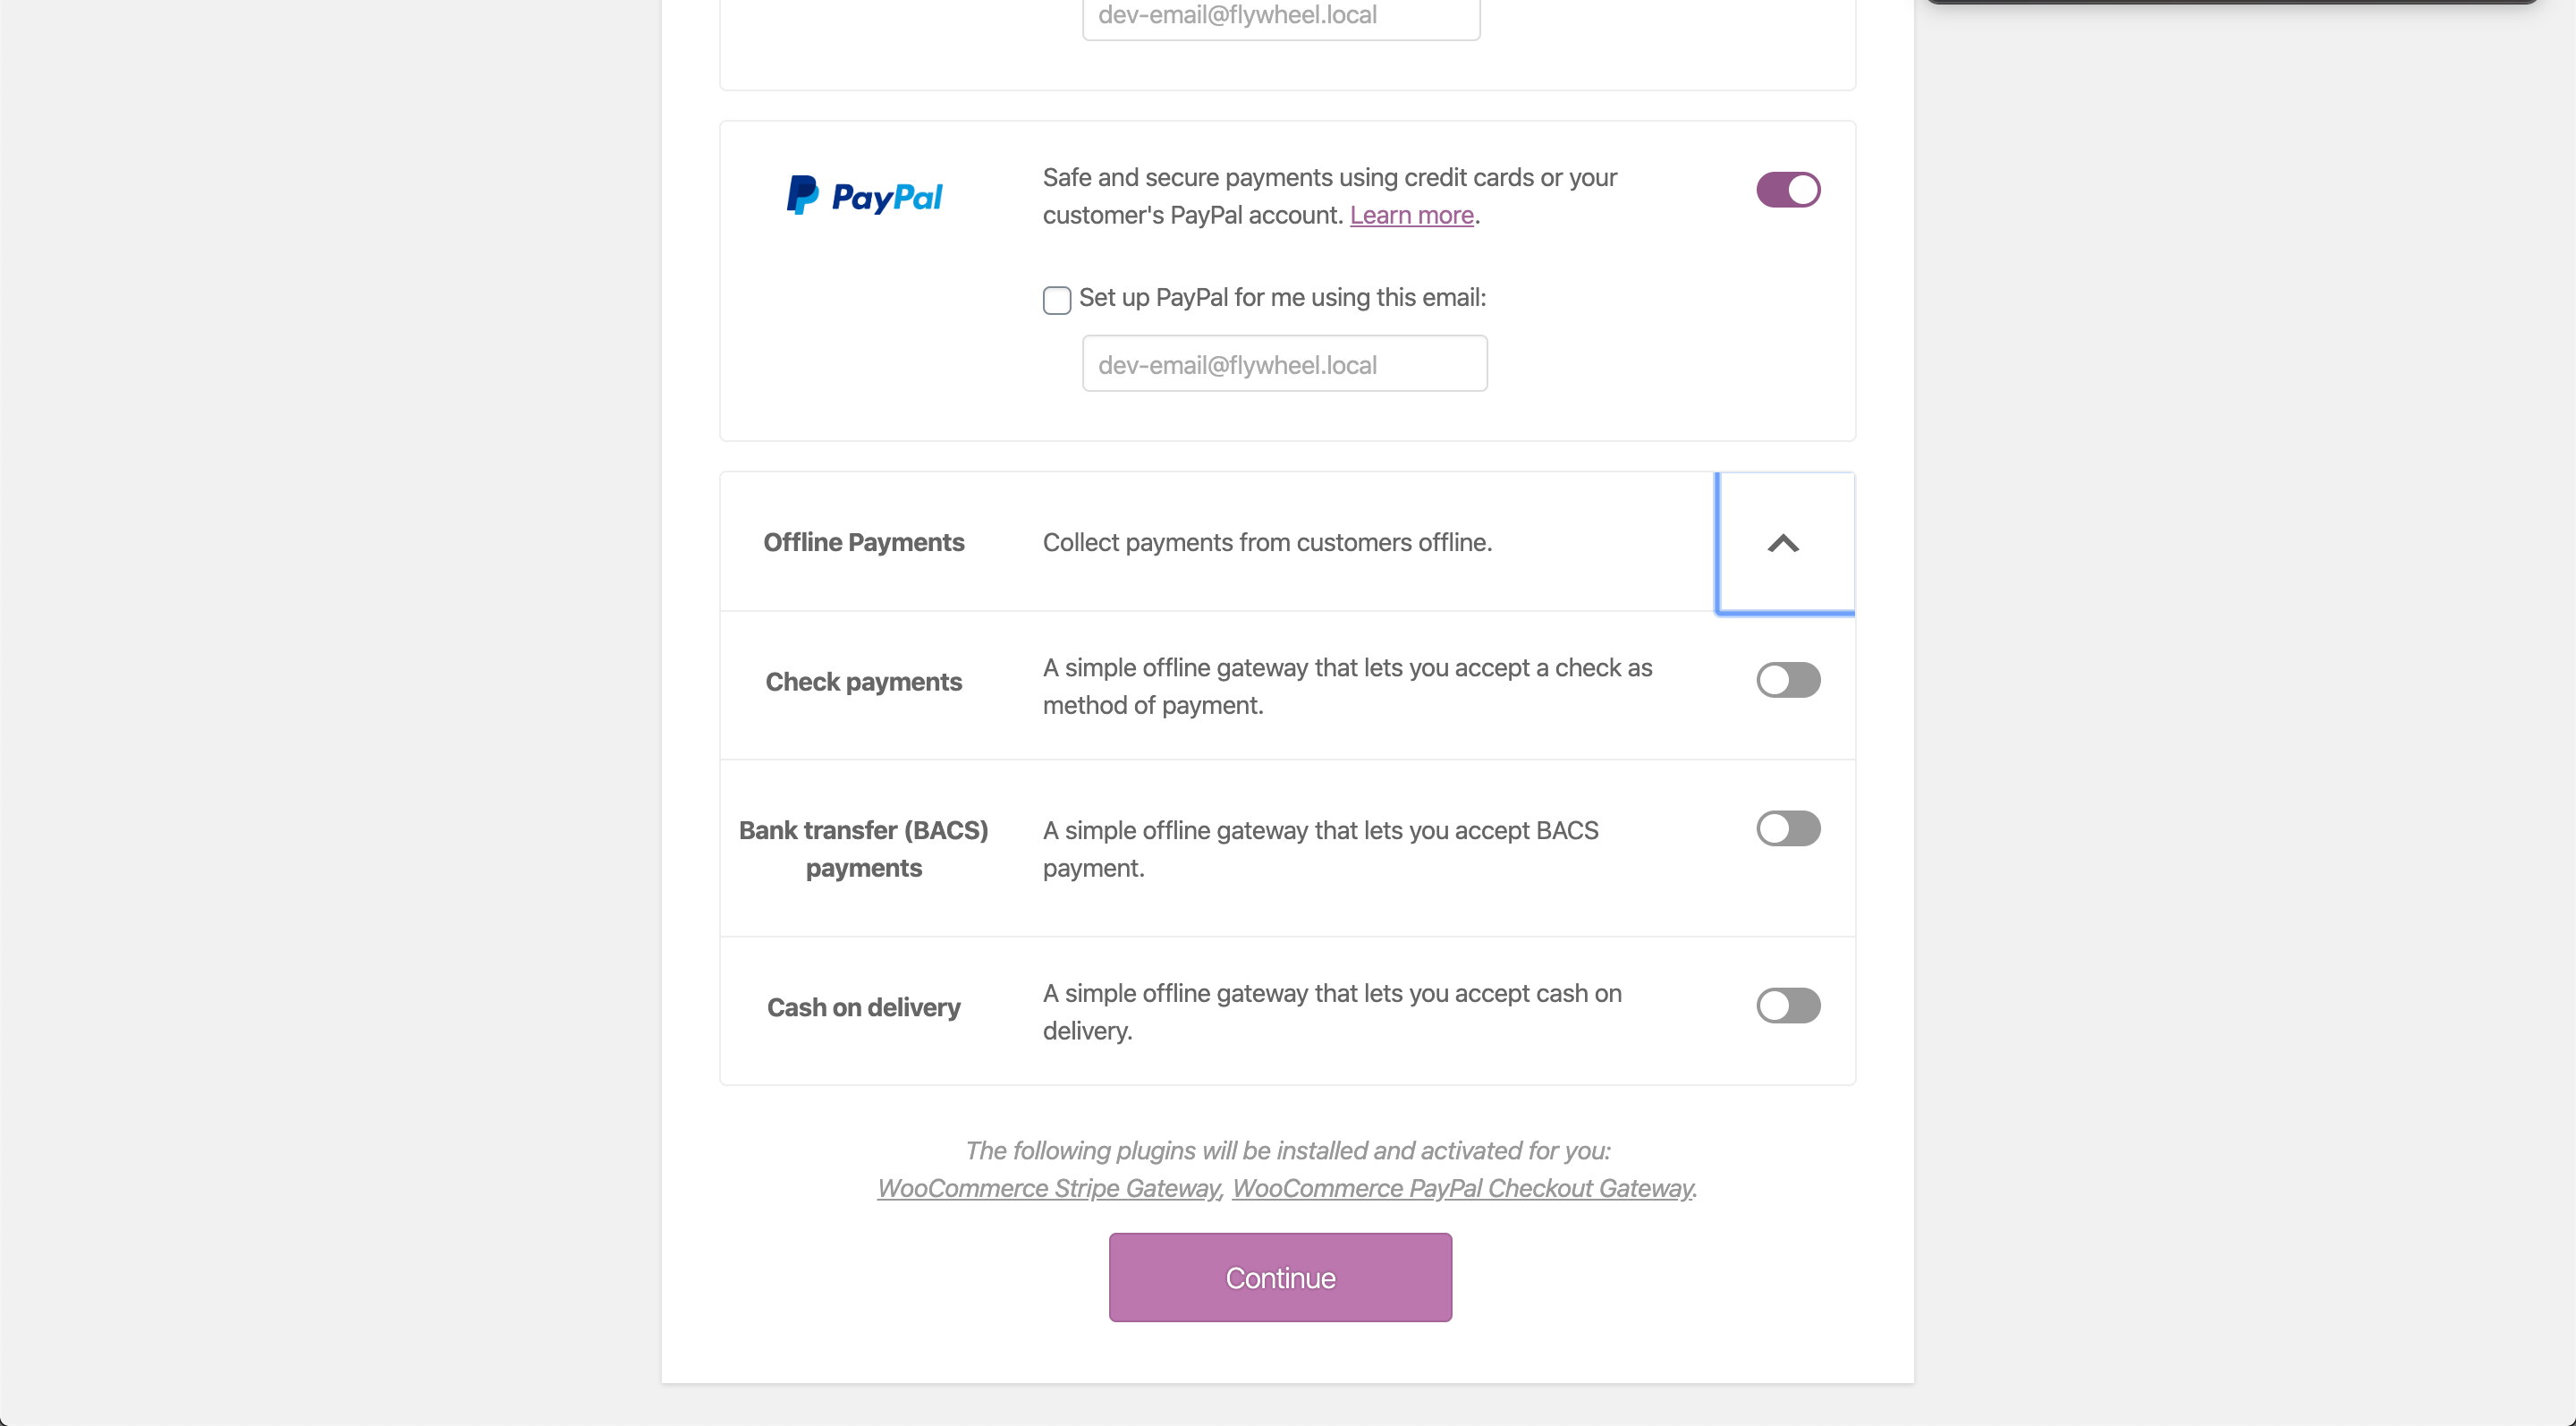 dev-email@flywheel.local
PayPal
Safe and secure payments using credit cards or your
customer's PayPal account. Learn more.
Set up PayPal for me using this email:
dev-email@flywheel.local
Offline Payments
Collect payments from customers offline.
Check payments
A simple offline gateway that lets you accept a check as
method of payment.
Bank transfer (BACS)
payments
A simple offline gateway that lets you accept BACS
payment.
Cash on delivery
A simple offline gateway that lets you accept cash on
delivery.
The following plugins will be installed and activated for you:
WooCommerce Stripe Gateway, WooCommerce PayPal Checkout Gateway.
Continue